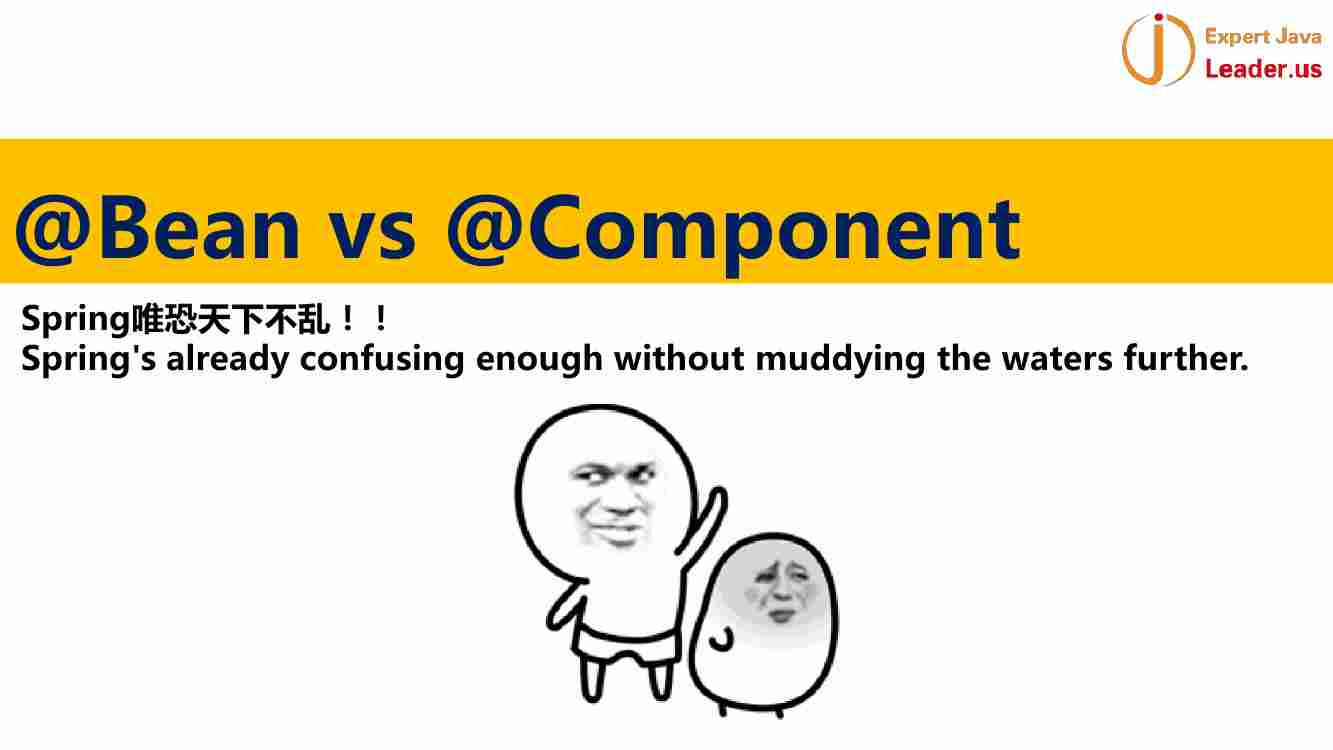 Expert Java
Leader.us
@Bean vs @Component
Spring唯恐天下不乱！！
Spring's already confusing enough without muddying the waters further.